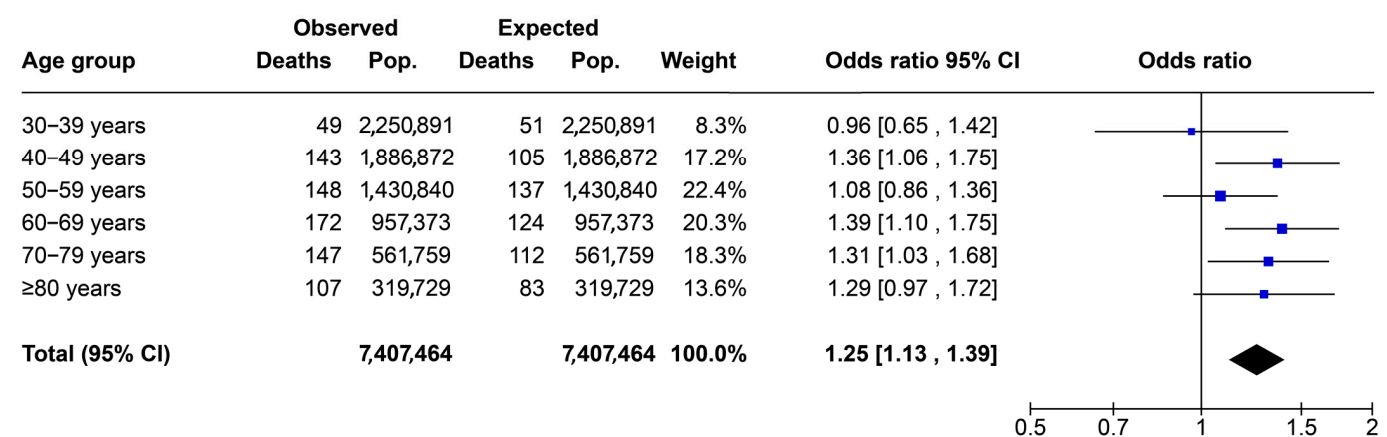 Observed Expected
Age group Deaths Pop. Deaths Pop. Weight Odds ratio 95% CI Odds ratio
30–39 years 49 2,250,891 51 2,250,891 8.3% 0.96 [0.65 , 1.42]
40–49 years 143 1,886,872 105 1,886,872 17.2% 1.36 [1.06 , 1.75]
50–59 years 148 1,430,840 137 1,430,840 22.4% 1.08 [0.86 , 1.36]
60–69 years 172 957,373 124 957,373 20.3% 1.39 [1.10 , 1.75]
70–79 years 147 561,759 112 561,759 18.3% 1.31 [1.03 , 1.68]
≥80 years 107 319,729 83 319,729 13.6% 1.29 [0.97 , 1.72]
Total (95% CI) 7,407,464 7,407,464 100.0% 1.25 [1.13 , 1.39]
0.5 0.7 1 1.5 2